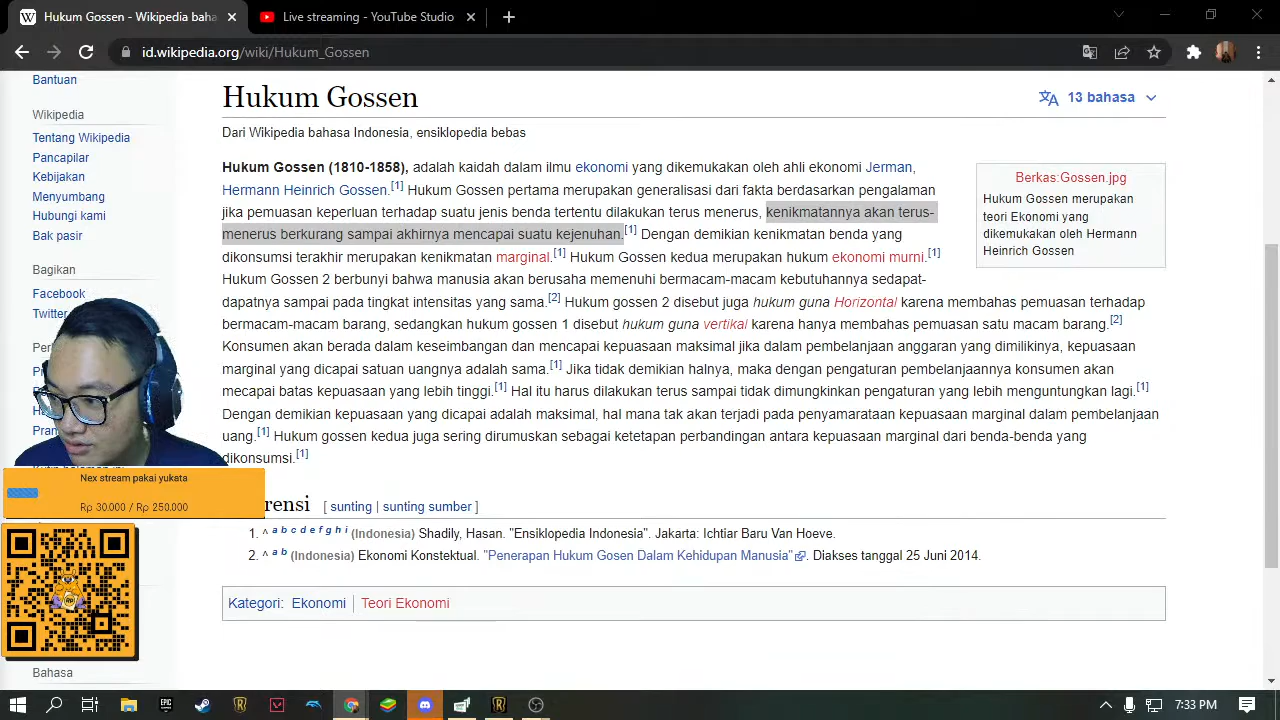 Hukum Gossen - Wikipedia baha
Live streaming - YouTube Studio
id.wikipedia.org/wiki/Hukum_Gossen
Bantuan
Wikipedia
Tentang Wikipedia
Pancapilar
Kebijakan
Menyumbang
Hubungi kami
Bak pasir
Bagikan
Facebook
Twitter
Hukum Gossen
13 bahasa
Dari Wikipedia bahasa Indonesia, ensiklopedia bebas
Hukum Gossen (1810-1858), adalah kaidah dalam ilmu ekonomi yang dikemukakan oleh ahli ekonomi Jerman,
Hermann Heinrich Gossen.[1] Hukum Gossen pertama merupakan generalisasi dari fakta berdasarkan pengalaman
jika pemuasan keperluan terhadap suatu jenis benda tertentu dilakukan terus menerus, kenikmatannya akan terus-
menerus berkurang sampai akhirnya mencapai suatu kejenuhan.[1] Dengan demikian kenikmatan benda yang
dikonsumsi terakhir merupakan kenikmatan marginal.[1] Hukum Gossen kedua merupakan hukum ekonomi murni.[1]
Hukum Gossen 2 berbunyi bahwa manusia akan berusaha memenuhi bermacam-macam kebutuhannya sedapat-
dapatnya sampai pada tingkat intensitas yang sama.[2] Hukum gossen 2 disebut juga hukum guna Horizontal karena membahas pemuasan terhadap
bermacam-macam barang, sedangkan hukum gossen 1 disebut hukum guna vertikal karena hanya membahas pemuasan satu macam barang.[2]
Konsumen akan berada dalam keseimbangan dan mencapai kepuasaan maksimal jika dalam pembelanjaan anggaran yang dimilikinya, kepuasaan
marginal yang dicapai satuan uangnya adalah sama.[1] Jika tidak demikian halnya, maka dengan pengaturan pembelanjaannya konsumen akan
mecapai batas kepuasaan yang lebih tinggi.[1] Hal itu harus dilakukan terus sampai tidak dimungkinkan pengaturan yang lebih menguntungkan lagi.[1]
Dengan demikian kepuasaan yang dicapai adalah maksimal, hal mana tak akan terjadi pada penyamarataan kepuasaan marginal dalam pembelanjaan
uang.[1] Hukum gossen kedua juga sering dirumuskan sebagai ketetapan perbandingan antara kepuasaan marginal dari benda-benda yang
dikonsumsi.[1]
Berkas:Gossen.jpg
Hukum Gossen merupakan
teori Ekonomi yang
dikemukakan oleh Hermann
Heinrich Gossen
Nex stream pakai yukata
Rp 30.000 / Rp 250.000
rensi [ sunting | sunting sumber ]
1. ^ a b c d e f g h i (Indonesia) Shadily, Hasan. "Ensiklopedia Indonesia". Jakarta: Ichtiar Baru Van Hoeve.
2. ^ a b (Indonesia) Ekonomi Konstektual. "Penerapan Hukum Gosen Dalam Kehidupan Manusia". Diakses tanggal 25 Juni 2014.
Kategori: Ekonomi | Teori Ekonomi
Bahasa
7:33 PM